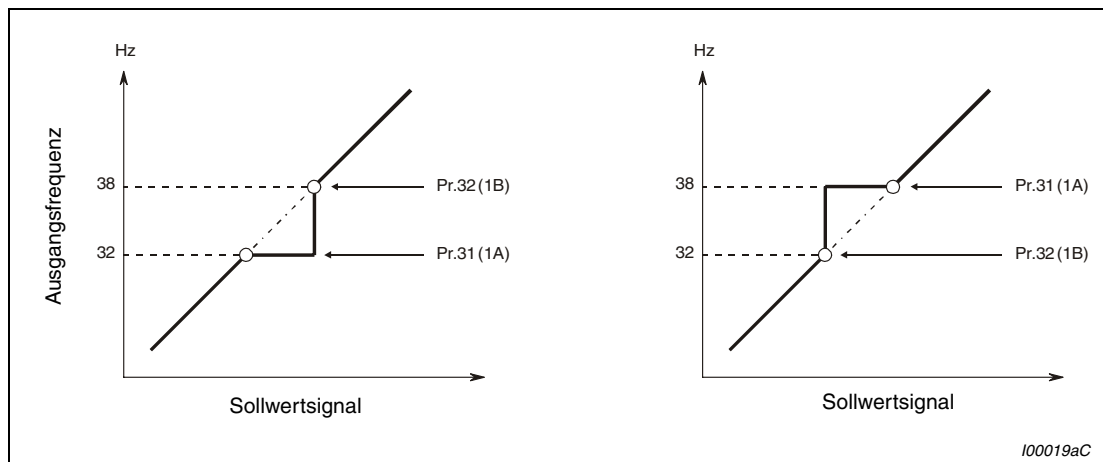 Hz
Ausgangsfrequenz
38
Pr.32 (1B)
32
Pr.31 (1A)
Sollwertsignal
Hz
38
Pr.31 (1A)
32
Pr.32 (1B)
Sollwertsignal
I00019aC